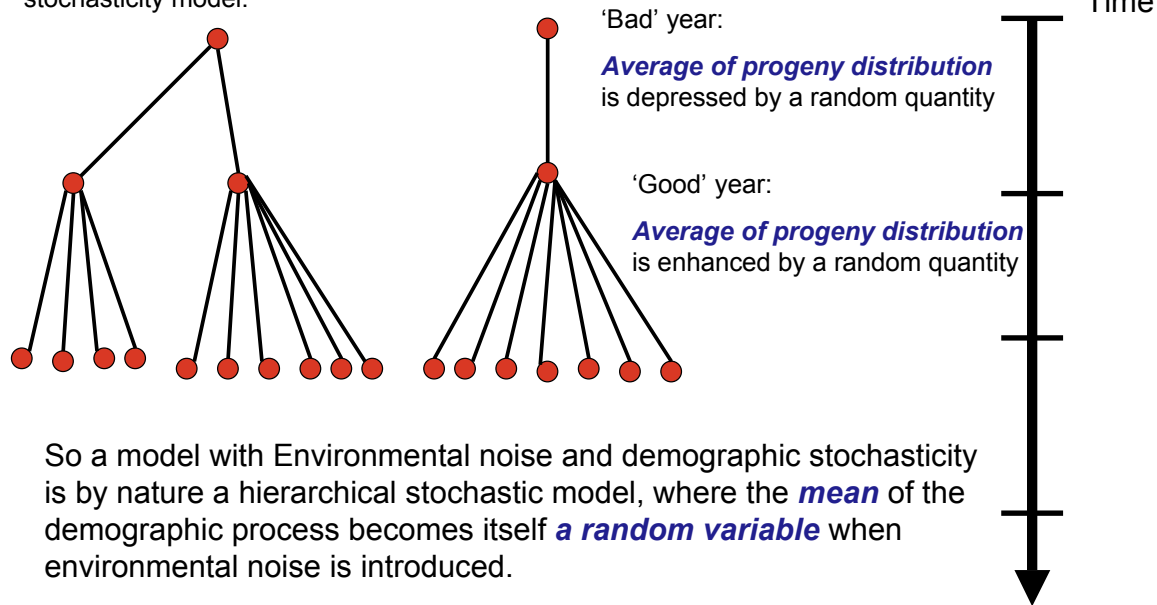 stochasticity model.
Time
‘Bad’ year:
Average of progeny distribution
is depressed by a random quantity
‘Good’ year:
Average of progeny distribution
is enhanced by a random quantity
So a model with Environmental noise and demographic stochasticity
is by nature a hierarchical stochastic model, where the mean of the
demographic process becomes itself a random variable when
environmental noise is introduced.